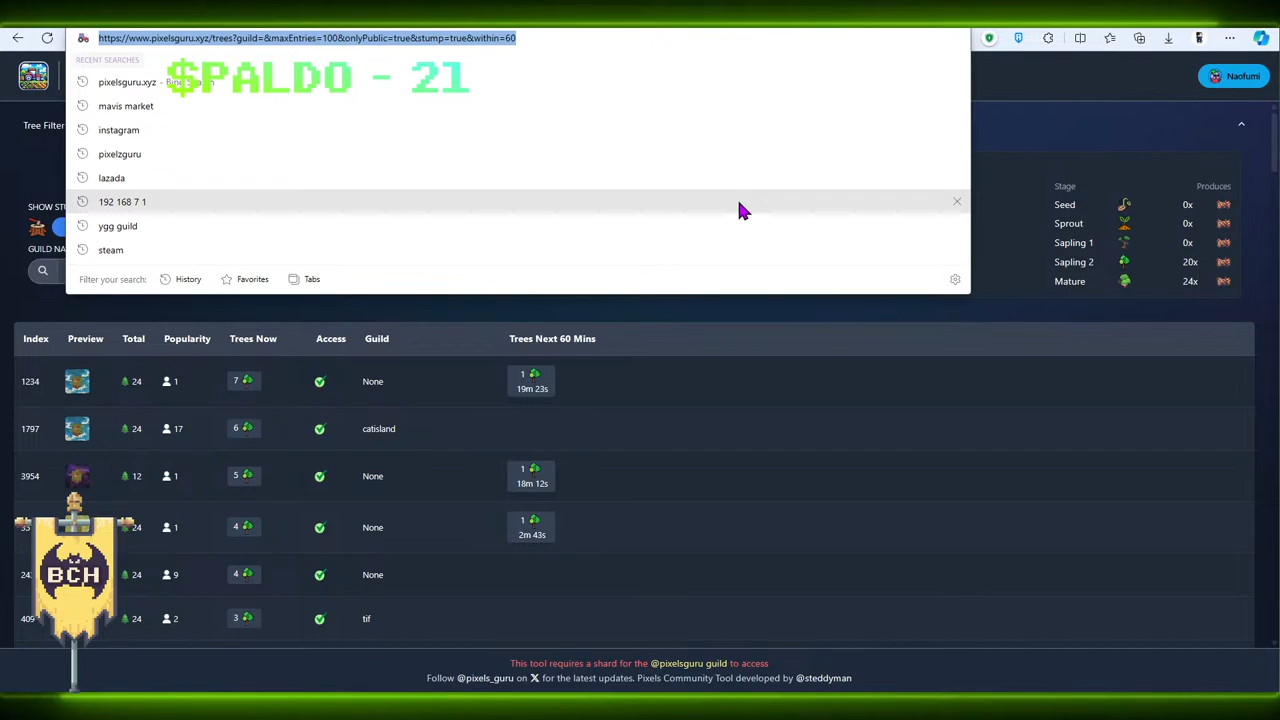 https://www.pixelsguru.xyz/trees?guild=&maxEntries=100&onlyPublic=true&stump=true&within=60
RECENT SEARCHES
$PALDO - 21
pixelsguru.xyz
mavis market
instagram
pixelzguru
lazada
192 168 7 1
ygg guild
steam
Filter your search: History Favorites Tabs
Naofumi
Tree Filter
SHOW
GUILD
Stage Produces
Seed 0x
Sprout 0x
Sapling 1 0x
Sapling 2 20x
Mature 24x
Index Preview Total Popularity Trees Now Access Guild Trees Next 60 Mins
1234 24 1 7 None 1 19m 23s
1797 24 17 6 catisland
3954 12 1 5 None 1 18m 12s
24 1 4 None 1 2m 43s
24 9 4 None
24 2 3 tif
BCH
This tool requires a shard for the @pixelsguru guild to access
Follow @pixels_guru on X for the latest updates. Pixels Community Tool developed by @steddyman